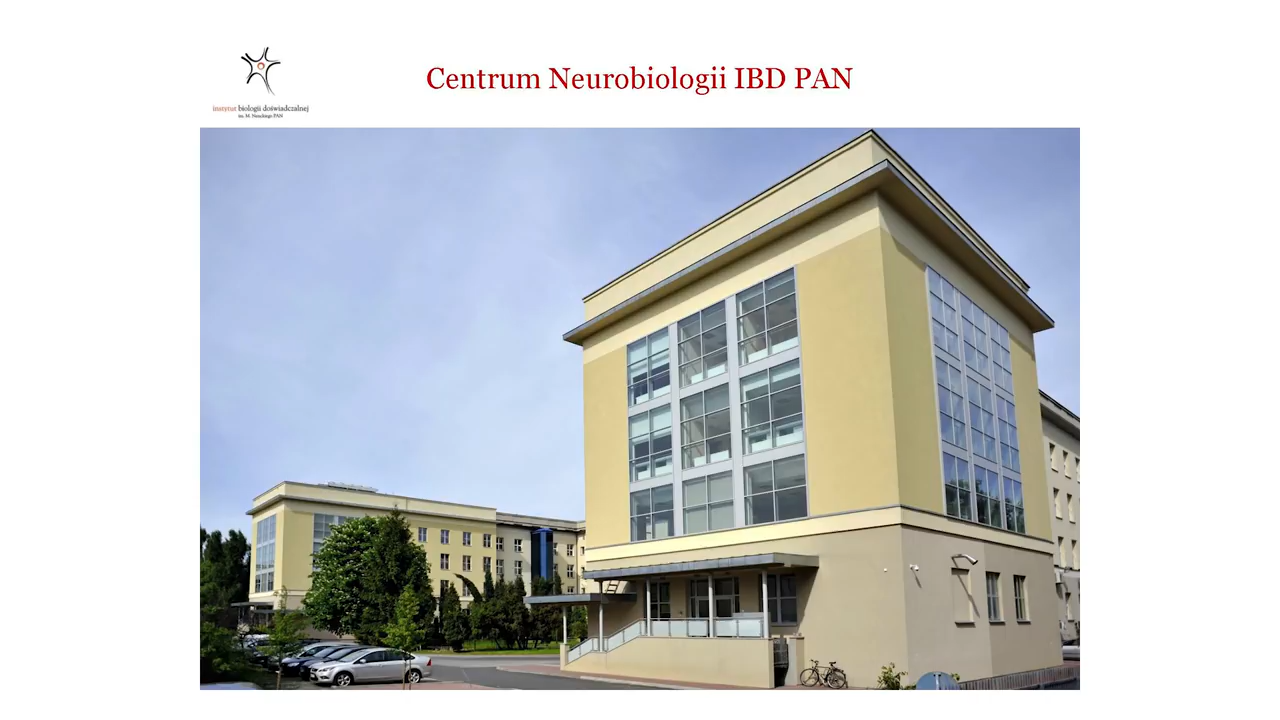 Centrum Neurobiologii IBD PAN
instytut biologii doświadczalnej
im. M. Nenckiego PAN